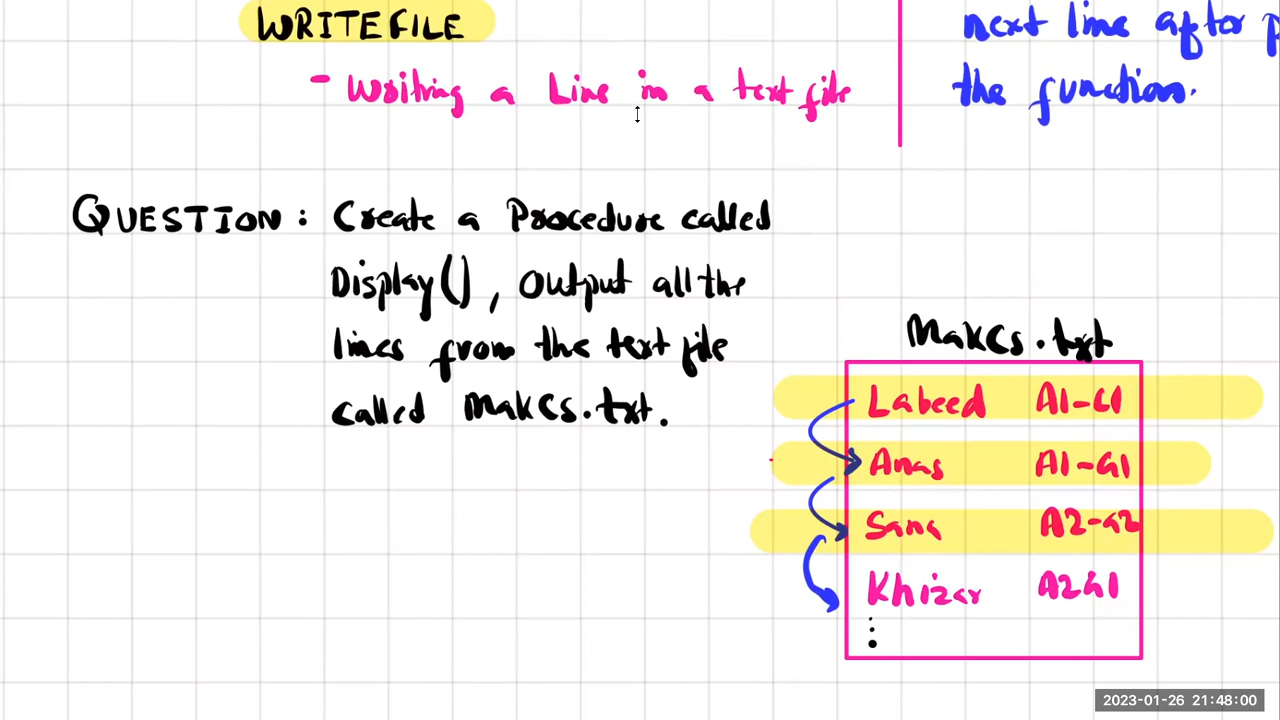 WRITEFILE
- Writing a Line in a text file
next line after
the function.
QUESTION: Create a Procedure called
Display(), Output all the
lines from the text file
called MakCs.txt.
MakCs.txt
Labeed A1-C1
Anas A1-G1
Sana A2-G2
Khizar A2G1
⋮
2023-01-26 21:48:00